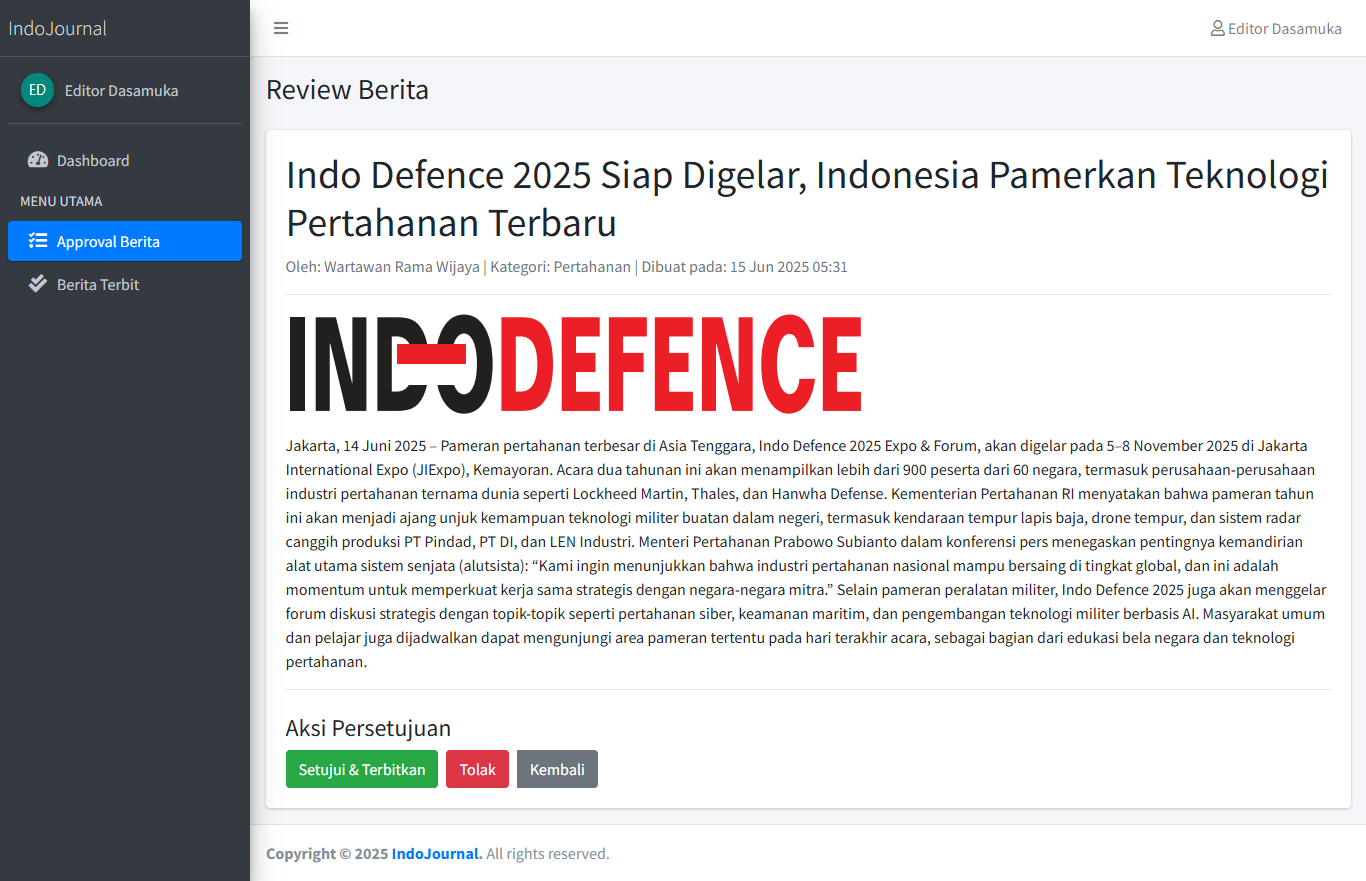 IndoJournal
Editor Dasamuka
ED Editor Dasamuka
Dashboard
MENU UTAMA
Approval Berita
Berita Terbit
Review Berita
Indo Defence 2025 Siap Digelar, Indonesia Pamerkan Teknologi
Pertahanan Terbaru
Oleh: Wartawan Rama Wijaya | Kategori: Pertahanan | Dibuat pada: 15 Jun 2025 05:31
INDODEFENCE
Jakarta, 14 Juni 2025 – Pameran pertahanan terbesar di Asia Tenggara, Indo Defence 2025 Expo & Forum, akan digelar pada 5–8 November 2025 di Jakarta
International Expo (JIExpo), Kemayoran. Acara dua tahunan ini akan menampilkan lebih dari 900 peserta dari 60 negara, termasuk perusahaan-perusahaan
industri pertahanan ternama dunia seperti Lockheed Martin, Thales, dan Hanwha Defense. Kementerian Pertahanan RI menyatakan bahwa pameran tahun
ini akan menjadi ajang unjuk kemampuan teknologi militer buatan dalam negeri, termasuk kendaraan tempur lapis baja, drone tempur, dan sistem radar
canggih produksi PT Pindad, PT DI, dan LEN Industri. Menteri Pertahanan Prabowo Subianto dalam konferensi pers menegaskan pentingnya kemandirian
alat utama sistem senjata (alutsista): “Kami ingin menunjukkan bahwa industri pertahanan nasional mampu bersaing di tingkat global, dan ini adalah
momentum untuk memperkuat kerja sama strategis dengan negara-negara mitra.” Selain pameran peralatan militer, Indo Defence 2025 juga akan menggelar
forum diskusi strategis dengan topik-topik seperti pertahanan siber, keamanan maritim, dan pengembangan teknologi militer berbasis AI. Masyarakat umum
dan pelajar juga dijadwalkan dapat mengunjungi area pameran tertentu pada hari terakhir acara, sebagai bagian dari edukasi bela negara dan teknologi
pertahanan.
Aksi Persetujuan
Setujui & Terbitkan Tolak Kembali
Copyright © 2025 IndoJournal. All rights reserved.